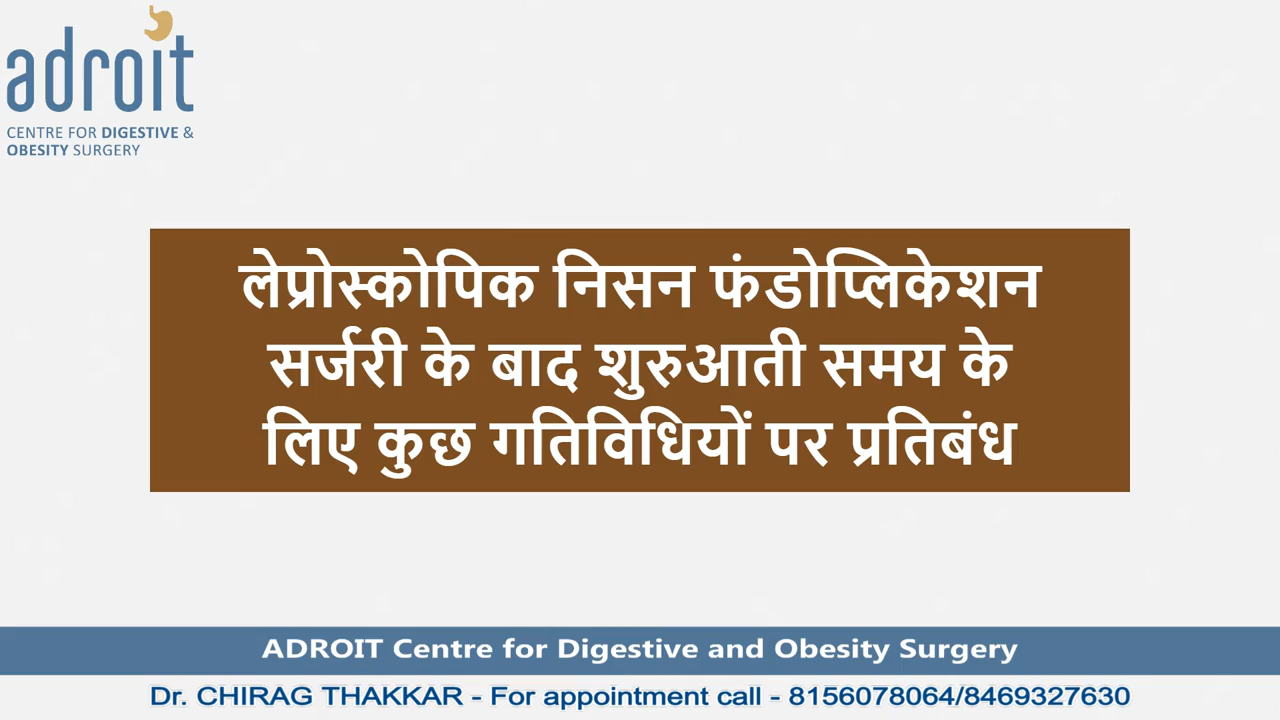 adroit
CENTRE FOR DIGESTIVE &
OBESITY SURGERY
लेप्रोस्कोपिक निसन फंडोप्लिकेशन
सर्जरी के बाद शुरुआती समय के
लिए कुछ गतिविधियों पर प्रतिबंध
ADROIT Centre for Digestive and Obesity Surgery
Dr. CHIRAG THAKKAR - For appointment call - 8156078064/8469327630